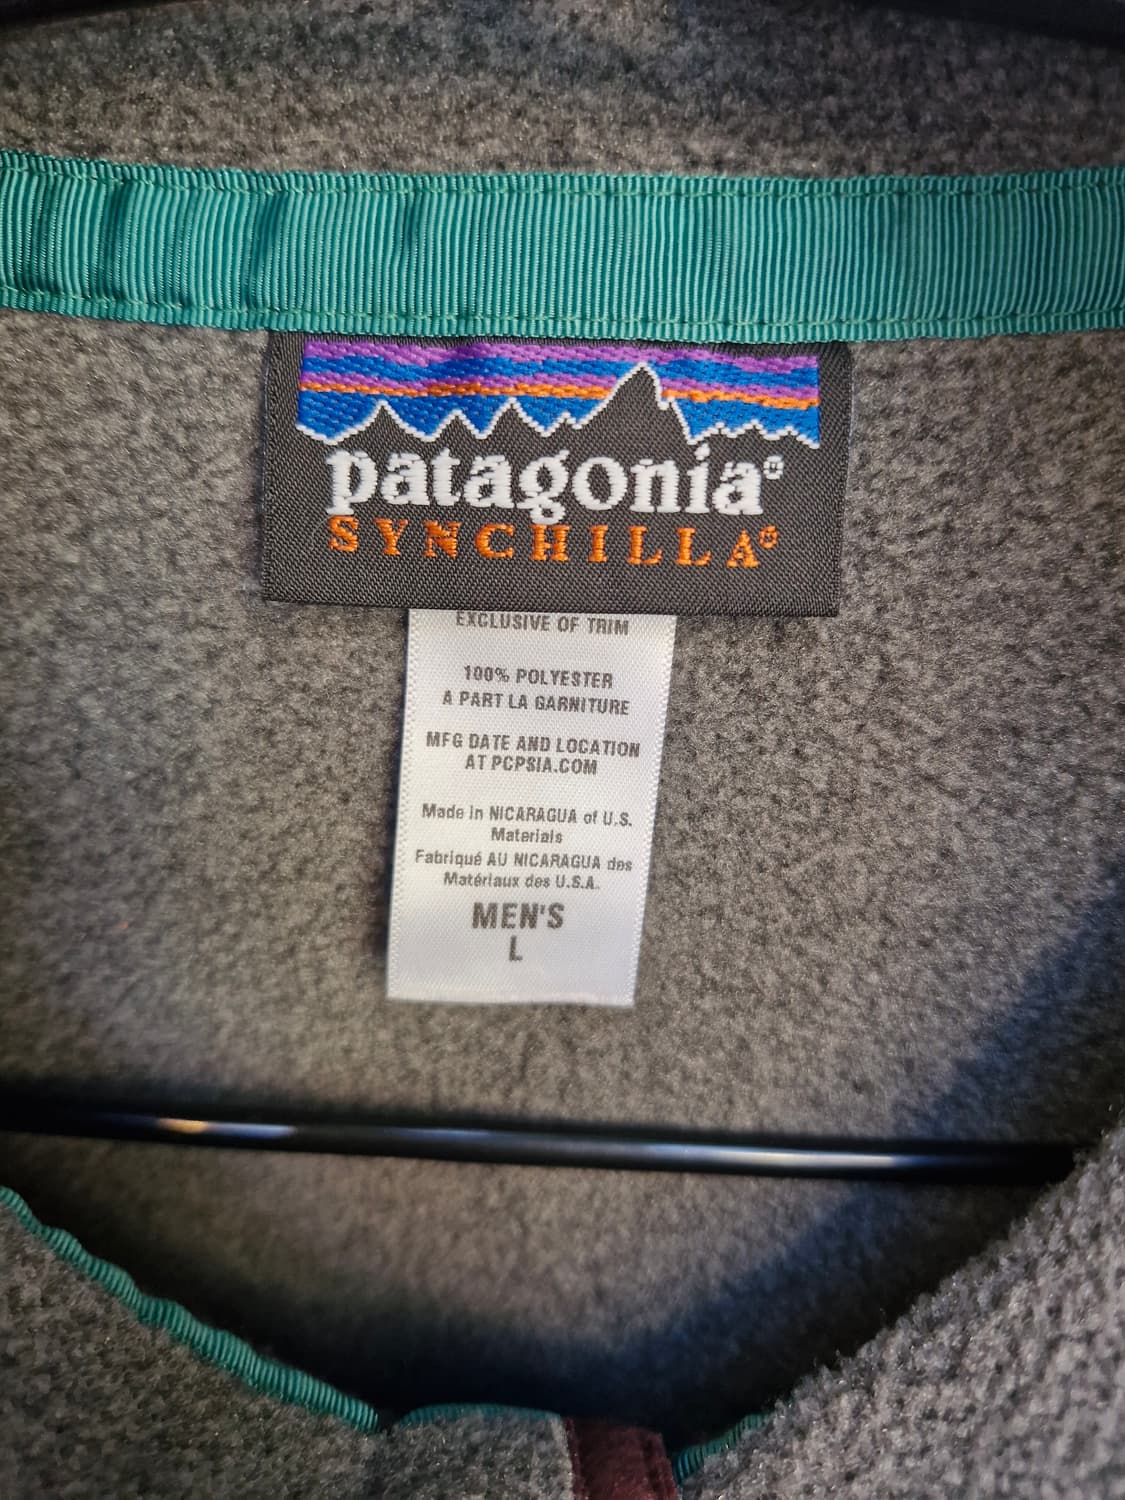 patagonia®
SYNCHILLA®
EXCLUSIVE OF TRIM
100% POLYESTER
A PART LA GARNITURE
MFG DATE AND LOCATION
AT PCPSIA.COM
Made in NICARAGUA of U.S.
Materials
Fabriqué AU NICARAGUA des
Matériaux des U.S.A.
MEN'S
L